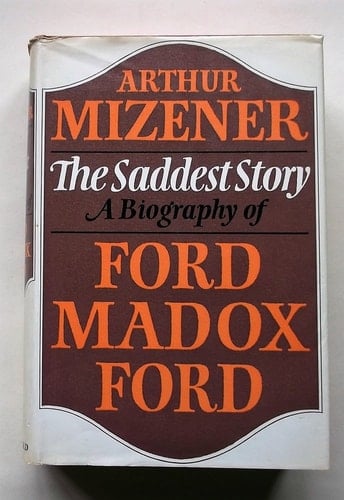 ARTHUR
MIZENER
The Saddest Story
A Biography of
FORD
MADOX
FORD